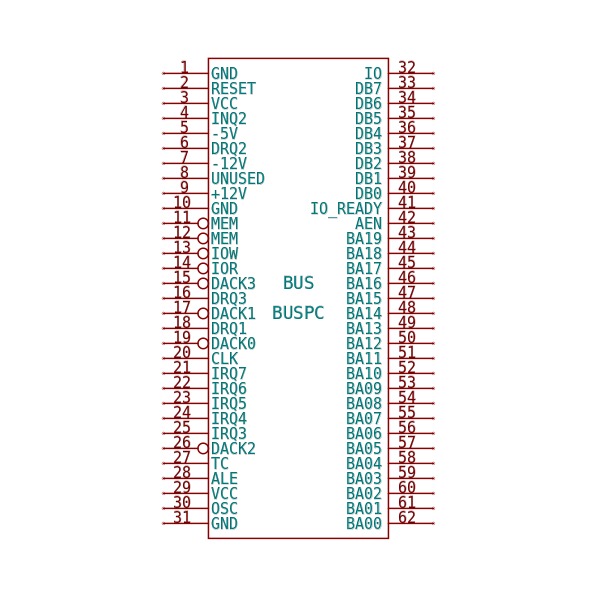 1 GND IO 32
2 RESET DB7 33
3 VCC DB6 34
4 INQ2 DB5 35
5 -5V DB4 36
6 DRQ2 DB3 37
7 -12V DB2 38
8 UNUSED DB1 39
9 +12V DB0 40
10 GND IO_READY 41
11 MEM AEN 42
12 MEM BA19 43
13 IOW BA18 44
14 IOR BA17 45
15 DACK3 BUS BA16 46
16 DRQ3 BA15 47
17 DACK1 BUSPC BA14 48
18 DRQ1 BA13 49
19 DACK0 BA12 50
20 CLK BA11 51
21 IRQ7 BA10 52
22 IRQ6 BA09 53
23 IRQ5 BA08 54
24 IRQ4 BA07 55
25 IRQ3 BA06 56
26 DACK2 BA05 57
27 TC BA04 58
28 ALE BA03 59
29 VCC BA02 60
30 OSC BA01 61
31 GND BA00 62